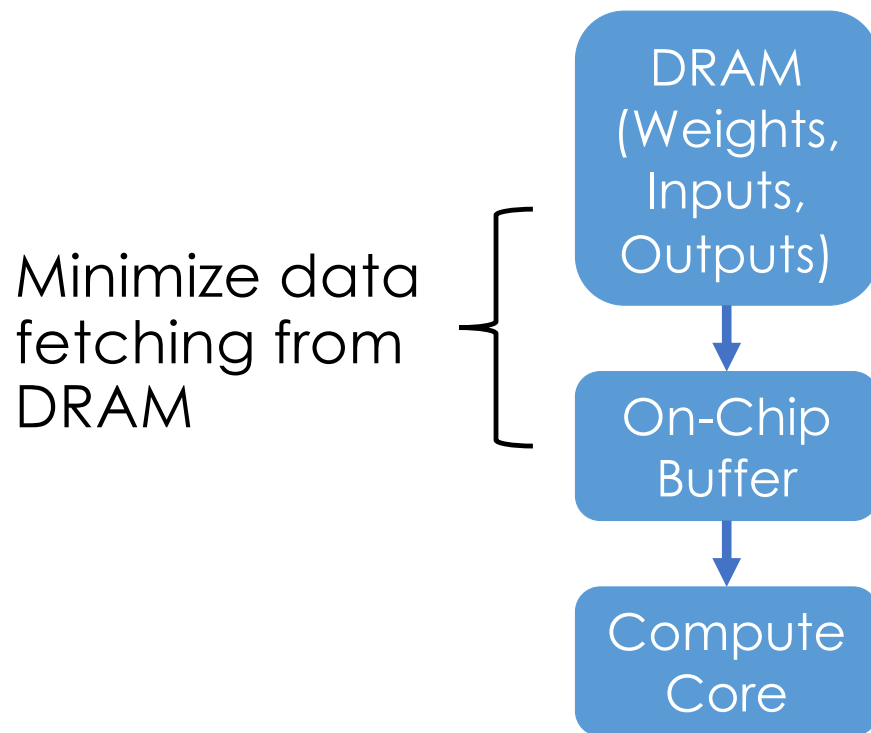 Minimize data
fetching from
DRAM
DRAM
(Weights,
Inputs,
Outputs)
On-Chip
Buffer
Compute
Core